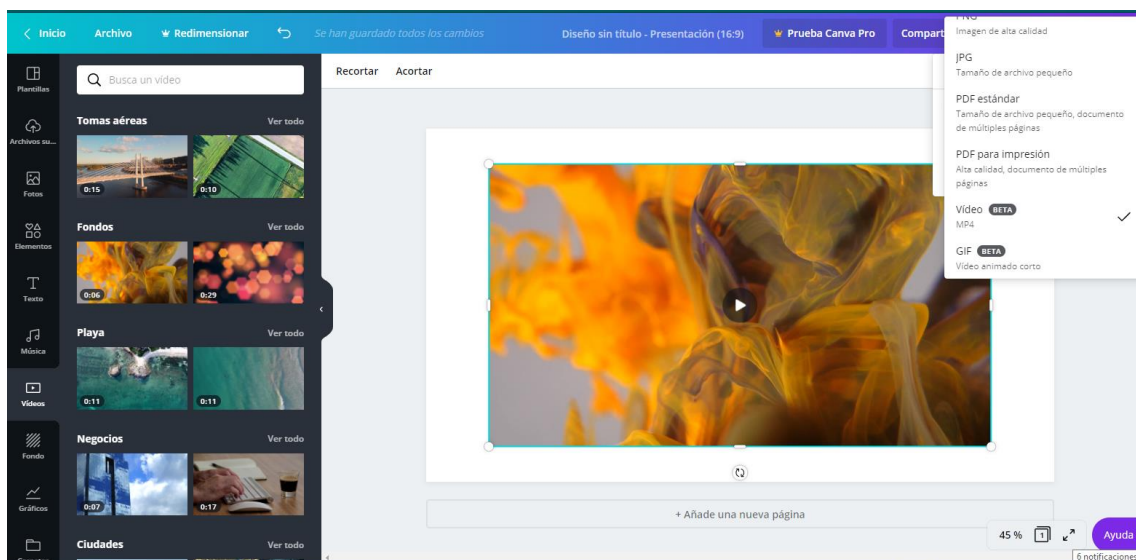 Inicio
Archivo
Redimensionar
Se han guardado todos los cambios
Diseño sin título - Presentación (16:9)
Prueba Canva Pro
Compart
Plantillas
Archivos su...
Fotos
Elementos
Texto
Música
Vídeos
Fondo
Gráficos
Busca un vídeo
Tomas aéreas
Ver todo
0:15
0:10
Fondos
Ver todo
0:06
0:29
Playa
Ver todo
0:11
0:11
Negocios
Ver todo
0:07
0:17
Ciudades
Ver todo
Recortar
Acortar
PNG
Imagen de alta calidad
JPG
Tamaño de archivo pequeño
PDF estándar
Tamaño de archivo pequeño, documento
de múltiples páginas
PDF para impresión
Alta calidad, documento de múltiples
páginas
Vídeo BETA
MP4
GIF BETA
Vídeo animado corto
+ Añade una nueva página
45 %
1
Ayuda
6 notificaciones